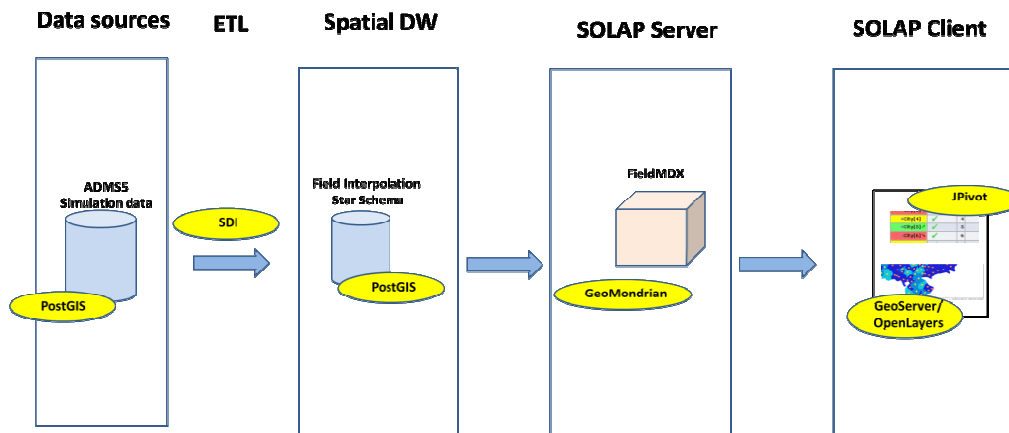 Data sources
ETL
Spatial DW
SOLAP Server
SOLAP Client
ADMS5
Simulation data
SDI
PostGIS
Field Interpolation
Star Schema
PostGIS
FieldMDX
GeoMondrian
JPivot
GeoServer/
OpenLayers